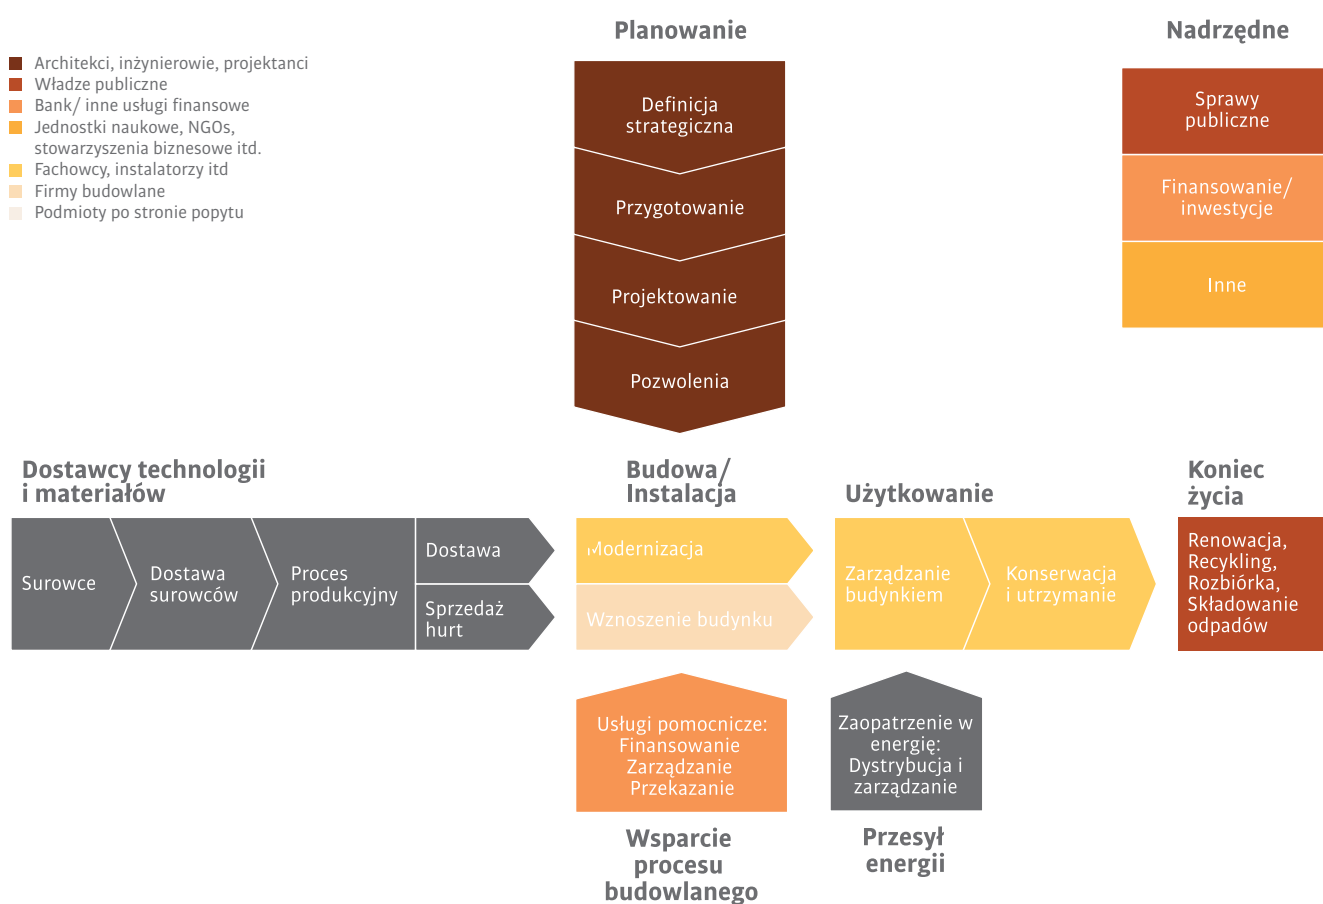 Planowanie
Nadrzędne
Architekci, inżynierowie, projektanci
Władze publiczne
Bank/ inne usługi finansowe
Jednostki naukowe, NGOs,
stowarzyszenia biznesowe itd.
Fachowcy, instalatorzy itd
Firmy budowlane
Podmioty po stronie popytu
Definicja
strategiczna
Przygotowanie
Projektowanie
Pozwolenia
Sprawy
publiczne
Finansowanie/
inwestycje
Inne
Dostawcy technologii
i materiałów
Surowce
Dostawa
surowców
Proces
produkcyjny
Dostawa
Sprzedaż
hurt
Budowa/
Instalacja
Modernizacja
Wznoszenie budynku
Użytkowanie
Zarządzanie
budynkiem
Konserwacja
i utrzymanie
Koniec
życia
Renowacja,
Recykling,
Rozbiórka,
Składowanie
odpadów
Usługi pomocnicze:
Finansowanie
Zarządzanie
Przekazanie
Wsparcie
procesu
budowlanego
Zaopatrzenie w
energię:
Dystrybucja i
zarządzanie
Przesył
energii